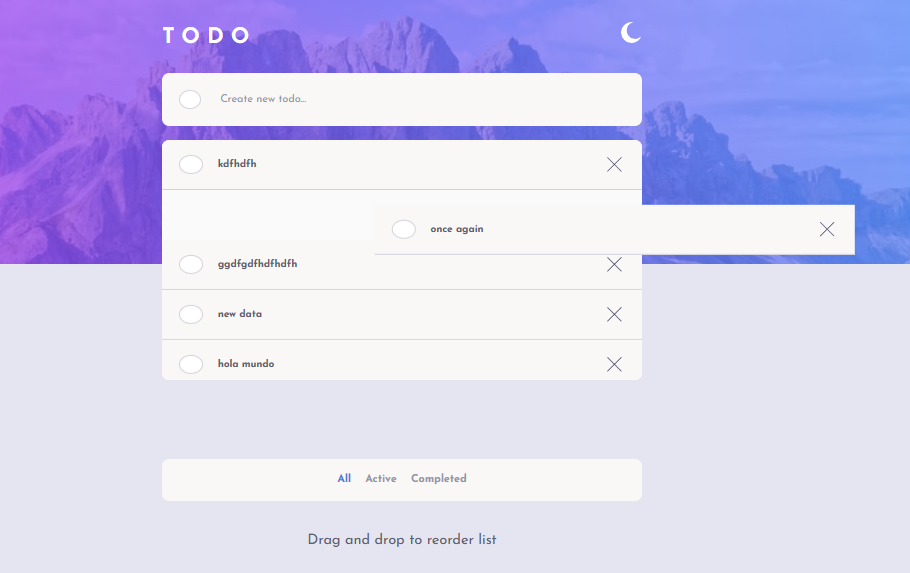 TODO
Create new todo...
kdfhdfh
once again
ggdfgdfhdfhdfh
new data
hola mundo
All Active Completed
Drag and drop to reorder list